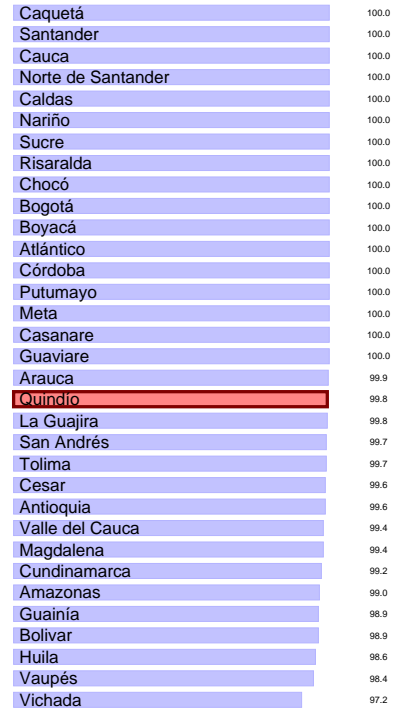 Caquetá 100.0
Santander 100.0
Cauca 100.0
Norte de Santander 100.0
Caldas 100.0
Nariño 100.0
Sucre 100.0
Risaralda 100.0
Chocó 100.0
Bogotá 100.0
Boyacá 100.0
Atlántico 100.0
Córdoba 100.0
Putumayo 100.0
Meta 100.0
Casanare 100.0
Guaviare 100.0
Arauca 99.9
Quindío 99.8
La Guajira 99.8
San Andrés 99.7
Tolima 99.7
Cesar 99.6
Antioquia 99.6
Valle del Cauca 99.4
Magdalena 99.4
Cundinamarca 99.2
Amazonas 99.0
Guainía 98.9
Bolivar 98.9
Huila 98.6
Vaupés 98.4
Vichada 97.2